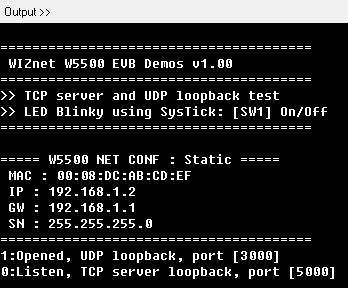 Output >>
=======================================
WIZnet W5500 EVB Demos v1.00
=======================================
>> TCP server and UDP loopback test
>> LED Blinky using SysTick: [SW1] On/Off
=======================================
===== W5500 NET CONF : Static =====
MAC : 00:08:DC:AB:CD:EF
IP : 192.168.1.2
GW : 192.168.1.1
SN : 255.255.255.0
=======================================
1:Opened, UDP loopback, port [3000]
0:Listen, TCP server loopback, port [5000]